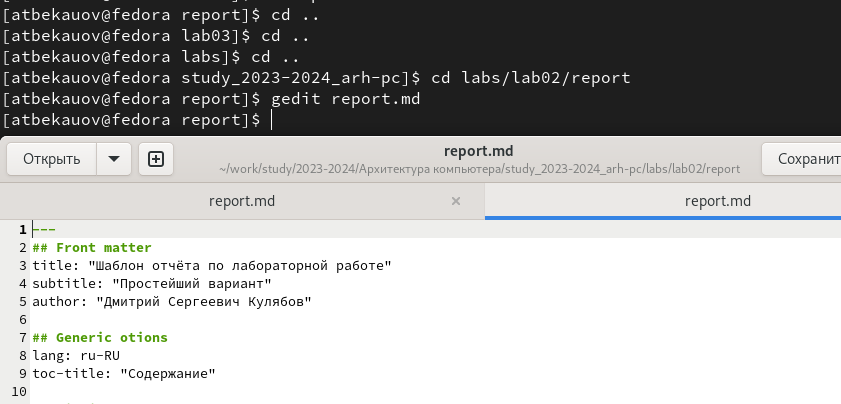 [atbekauov@fedora report]$ cd ..
[atbekauov@fedora lab03]$ cd ..
[atbekauov@fedora labs]$ cd ..
[atbekauov@fedora study_2023-2024_arh-pc]$ cd labs/lab02/report
[atbekauov@fedora report]$ gedit report.md
[atbekauov@fedora report]$
Открыть
report.md
~/work/study/2023-2024/Архитектура компьютера/study_2023-2024_arh-pc/labs/lab02/report
Сохранит
report.md × report.md
1 ---
2 ## Front matter
3 title: "Шаблон отчёта по лабораторной работе"
4 subtitle: "Простейший вариант"
5 author: "Дмитрий Сергеевич Кулябов"
6
7 ## Generic otions
8 lang: ru-RU
9 toc-title: "Содержание"
10